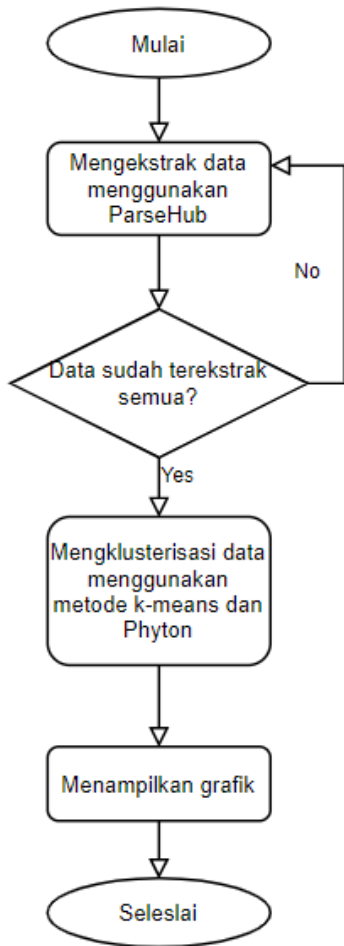 Mulai
Mengekstrak data
menggunakan
ParseHub
No
Data sudah terekstrak
semua?
Yes
Mengklusterisasi data
menggunakan
metode k-means dan
Phyton
Menampilkan grafik
Seleslai